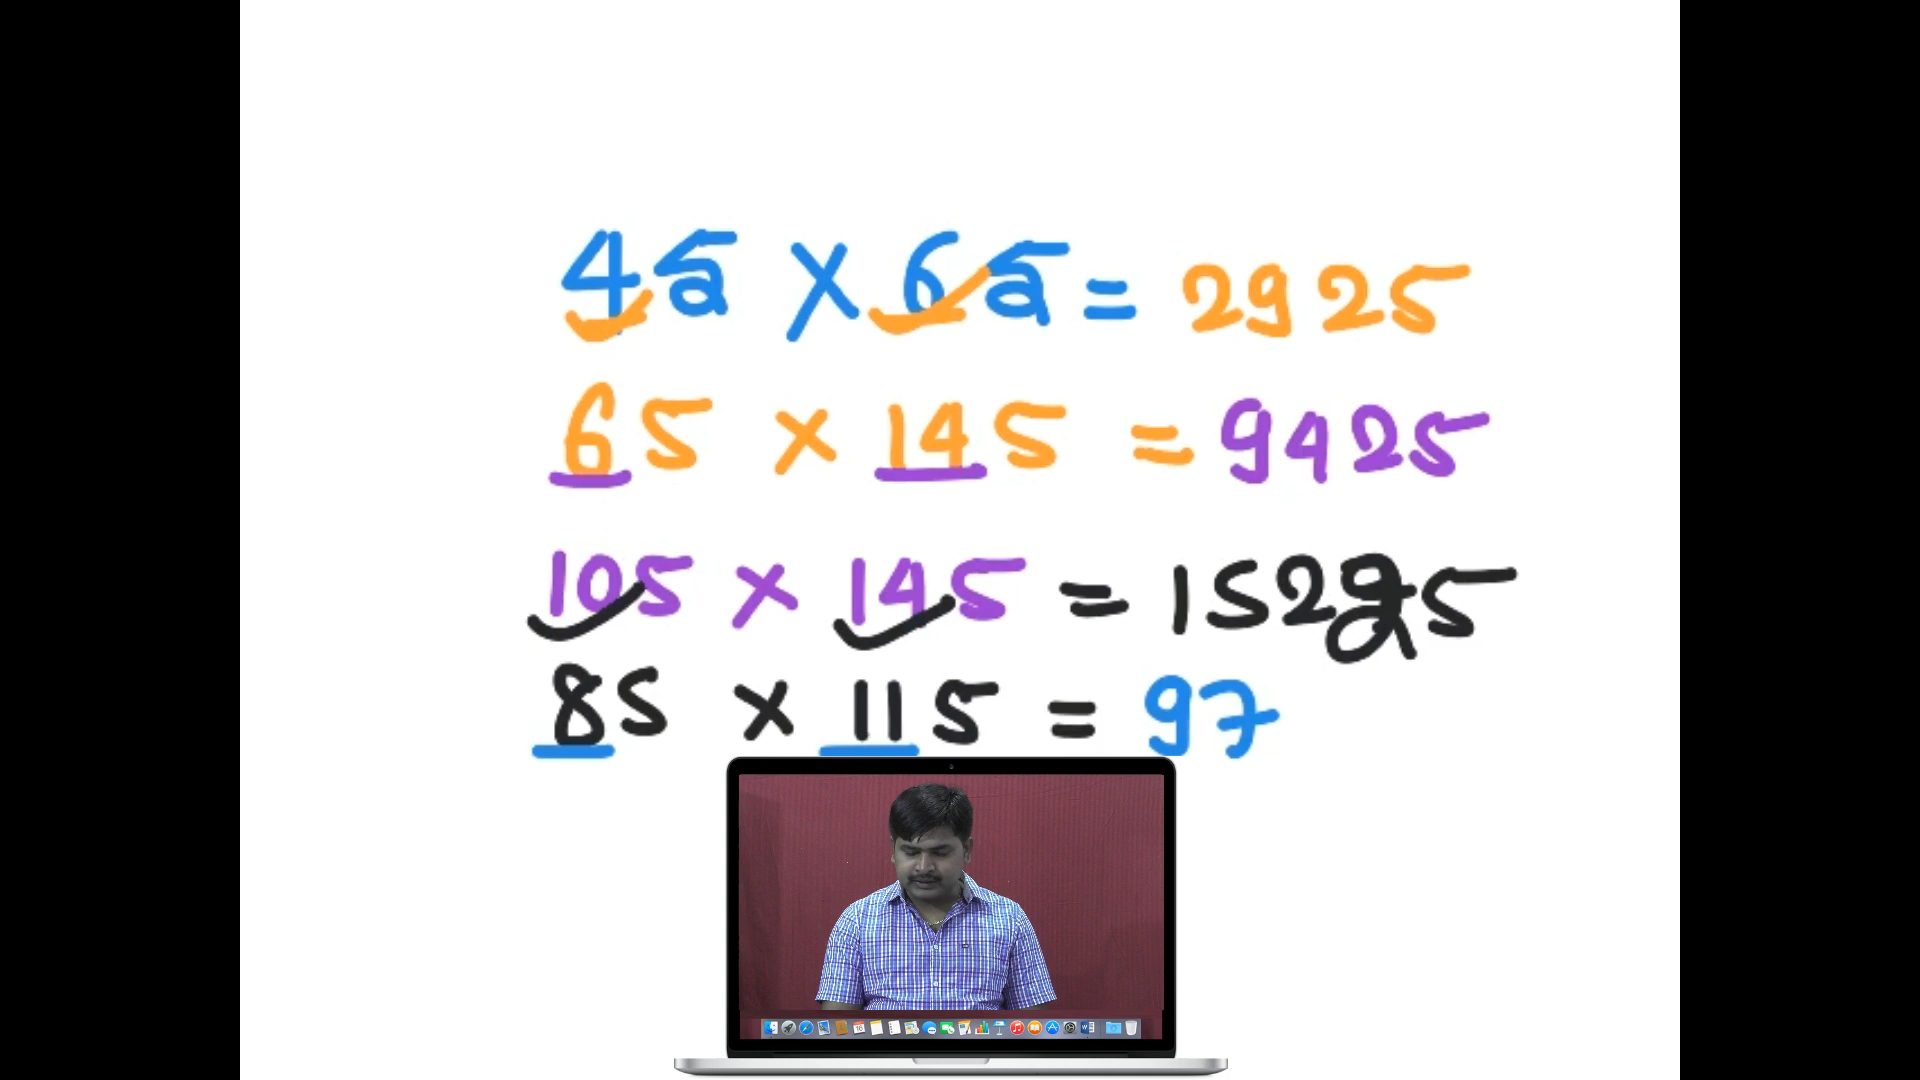 45 × 65 = 2925
65 × 145 = 9425
105 × 145 = 15225
85 × 115 = 97